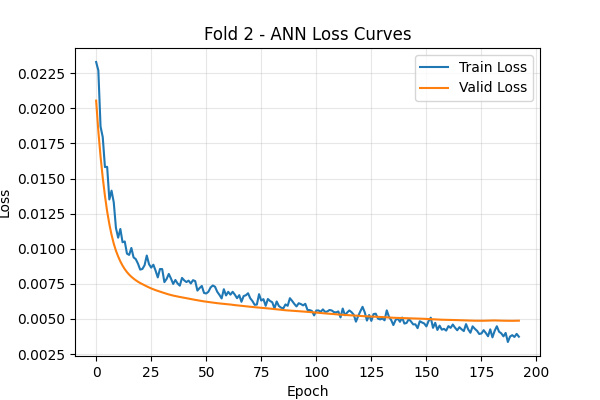 Fold 2 - ANN Loss Curves
Train Loss
Valid Loss
Loss
0.0225
0.0200
0.0175
0.0150
0.0125
0.0100
0.0075
0.0050
0.0025
0 25 50 75 100 125 150 175 200
Epoch